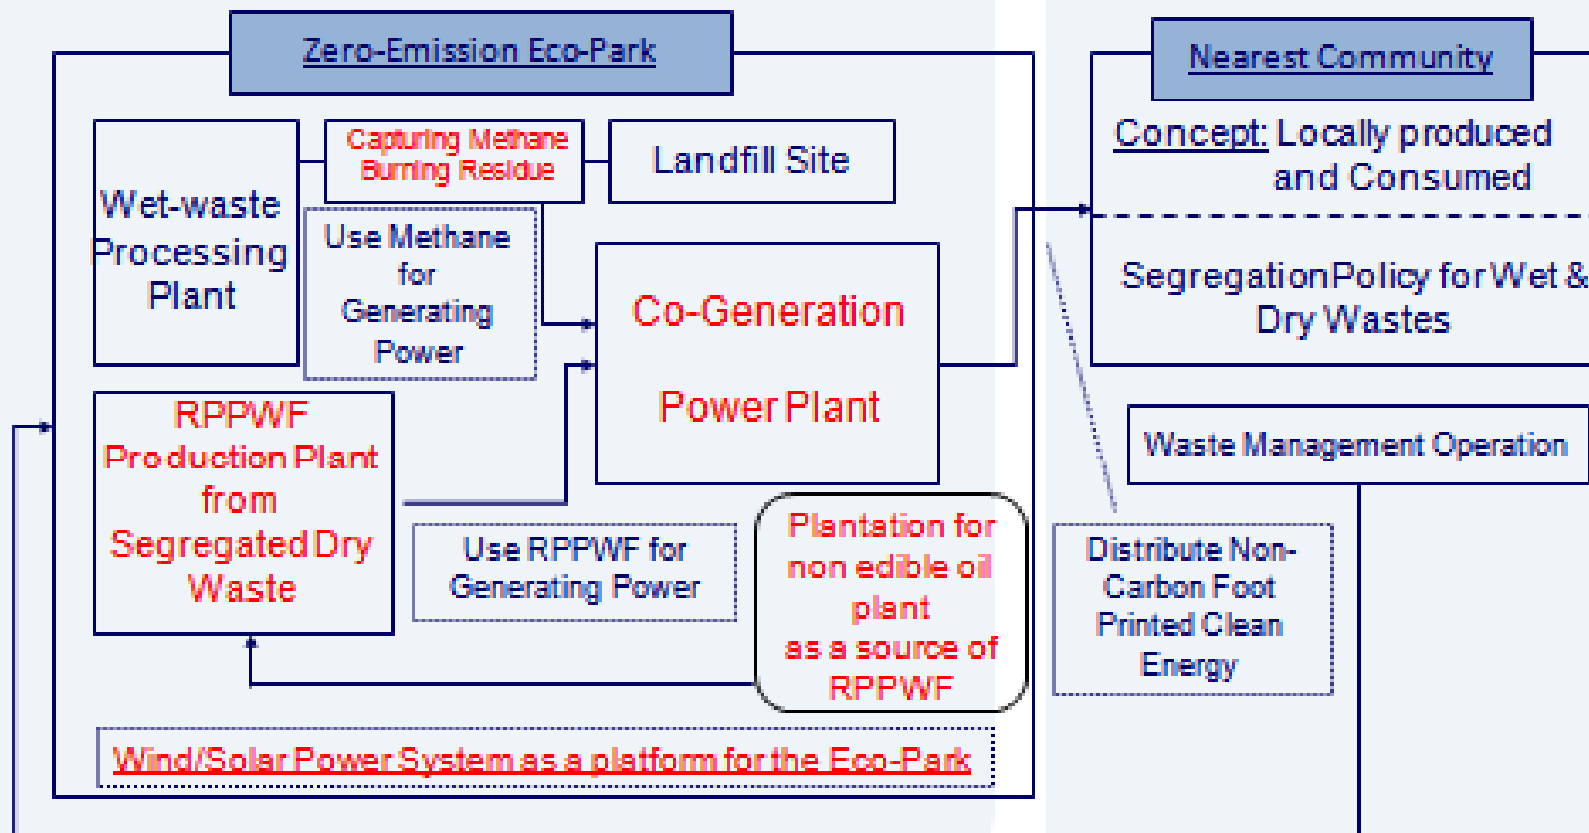 Zero-Emission Eco-Park
Capturing Methane
Burning Residue
Landfill Site
Wet-waste
Processing
Plant
Use Methane
for
Generating
Power
Co-Generation
Power Plant
RPPWF
Production Plant
from
Segregated Dry
Waste
Use RPPWF for
Generating Power
Plantation for
non edible oil
plant
as a source of
RPPWF
Wind/Solar Power System as a platform for the Eco-Park
Nearest Community
Concept: Locally produced
and Consumed
Segregation Policy for Wet &
Dry Wastes
Waste Management Operation
Distribute Non-
Carbon Foot
Printed Clean
Energy